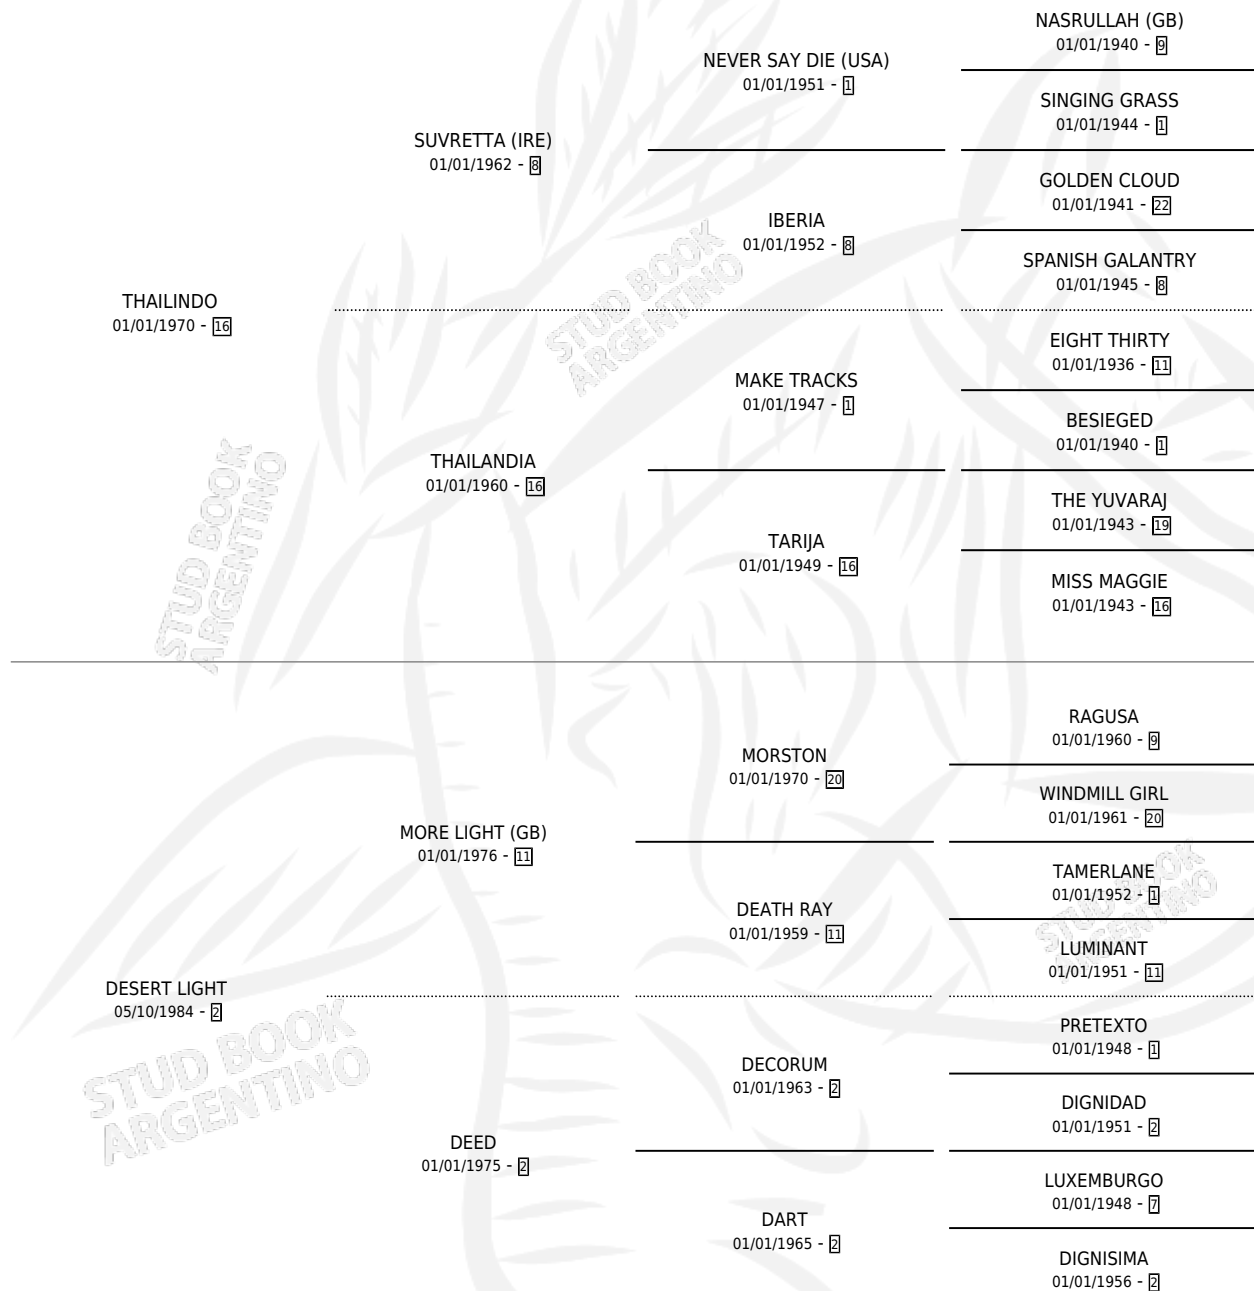 THAILINDO
01/01/1970 - 16
SUVRETTA (IRE)
01/01/1962 - 8
THAILANDIA
01/01/1960 - 16
NEVER SAY DIE (USA)
01/01/1951 - 1
IBERIA
01/01/1952 - 8
MAKE TRACKS
01/01/1947 - 1
TARIJA
01/01/1949 - 16
NASRULLAH (GB)
01/01/1940 - 9
SINGING GRASS
01/01/1944 - 1
GOLDEN CLOUD
01/01/1941 - 22
SPANISH GALANTRY
01/01/1945 - 8
EIGHT THIRTY
01/01/1936 - 11
BESIEGED
01/01/1940 - 1
THE YUVARAJ
01/01/1943 - 19
MISS MAGGIE
01/01/1943 - 16
DESERT LIGHT
05/10/1984 - 2
MORE LIGHT (GB)
01/01/1976 - 11
DEED
01/01/1975 - 2
MORSTON
01/01/1970 - 20
DEATH RAY
01/01/1959 - 11
DECORUM
01/01/1963 - 2
DART
01/01/1965 - 2
RAGUSA
01/01/1960 - 9
WINDMILL GIRL
01/01/1961 - 20
TAMERLANE
01/01/1952 - 1
LUMINANT
01/01/1951 - 11
PRETEXTO
01/01/1948 - 1
DIGNIDAD
01/01/1951 - 2
LUXEMBURGO
01/01/1948 - 7
DIGNISIMA
01/01/1956 - 2
STUD BOOK
ARGENTINO
STUD BOOK
ARGENTINO
STUD BOOK
ARGENTINO
STUD BOOK
ARGENTINO